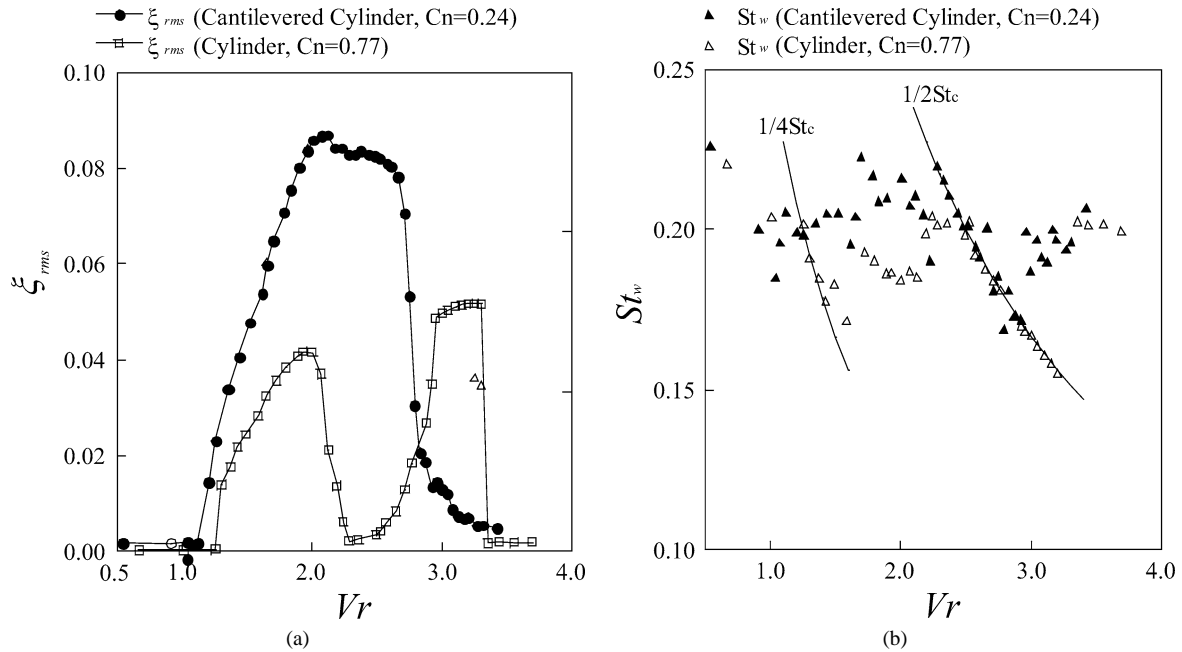 ξ rms (Cantilevered Cylinder, Cn=0.24)
ξ rms (Cylinder, Cn=0.77)
0.10
0.08
0.06
0.04
0.02
0.00
ξ rms
0.5 1.0 2.0 3.0 4.0
Vr
(a)
St w (Cantilevered Cylinder, Cn=0.24)
St w (Cylinder, Cn=0.77)
0.25
0.20
0.15
0.10
St w
1/4Stc
1/2Stc
1.0 2.0 3.0 4.0
Vr
(b)